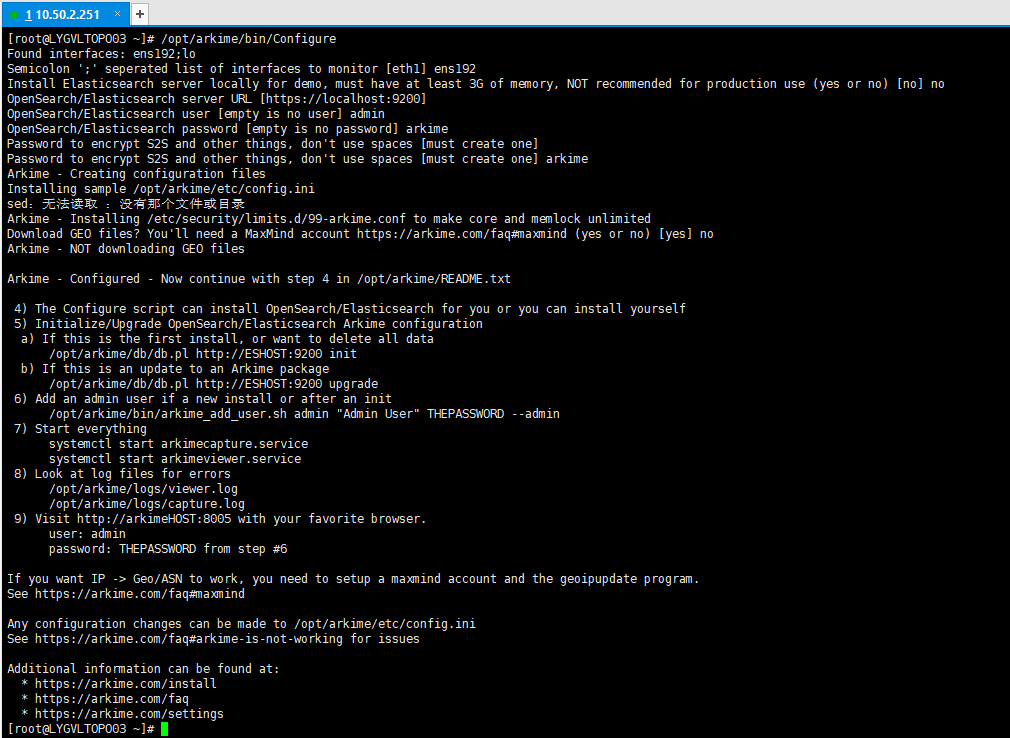 1 10.50.2.251 × +
[root@LYGVLTOPO03 ~]# /opt/arkime/bin/Configure
Found interfaces: ens192;lo
Semicolon ';' seperated list of interfaces to monitor [eth1] ens192
Install Elasticsearch server locally for demo, must have at least 3G of memory, NOT recommended for production use (yes or no) [no] no
OpenSearch/Elasticsearch server URL [https://localhost:9200]
OpenSearch/Elasticsearch user [empty is no user] admin
OpenSearch/Elasticsearch password [empty is no password] arkime
Password to encrypt S2S and other things, don't use spaces [must create one]
Password to encrypt S2S and other things, don't use spaces [must create one] arkime
Arkime - Creating configuration files
Installing sample /opt/arkime/etc/config.ini
sed: 无法读取 : 没有那个文件或目录
Arkime - Installing /etc/security/limits.d/99-arkime.conf to make core and memlock unlimited
Download GEO files? You'll need a MaxMind account https://arkime.com/faq#maxmind (yes or no) [yes] no
Arkime - NOT downloading GEO files
Arkime - Configured - Now continue with step 4 in /opt/arkime/README.txt
4) The Configure script can install OpenSearch/Elasticsearch for you or you can install yourself
5) Initialize/Upgrade OpenSearch/Elasticsearch Arkime configuration
a) If this is the first install, or want to delete all data
/opt/arkime/db/db.pl http://ESHOST:9200 init
b) If this is an update to an Arkime package
/opt/arkime/db/db.pl http://ESHOST:9200 upgrade
6) Add an admin user if a new install or after an init
/opt/arkime/bin/arkime_add_user.sh admin "Admin User" THEPASSWORD --admin
7) Start everything
systemctl start arkimecapture.service
systemctl start arkimeviewer.service
8) Look at log files for errors
/opt/arkime/logs/viewer.log
/opt/arkime/logs/capture.log
9) Visit http://arkimeHOST:8005 with your favorite browser.
user: admin
password: THEPASSWORD from step #6
If you want IP -> Geo/ASN to work, you need to setup a maxmind account and the geoipupdate program.
See https://arkime.com/faq#maxmind
Any configuration changes can be made to /opt/arkime/etc/config.ini
See https://arkime.com/faq#arkime-is-not-working for issues
Additional information can be found at:
* https://arkime.com/install
* https://arkime.com/faq
* https://arkime.com/settings
[root@LYGVLTOPO03 ~]#